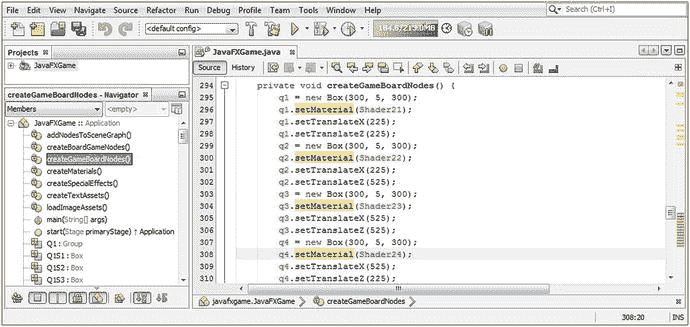 File Edit View Navigate Source Refactor Run Debug Profile Team Tools Window Help
Search (Ctrl+I)
<default config>
Projects
JavaFXGame
createGameBoardNodes - Navigator
Members
<empty>
JavaFXGame :: Application
addNodesToSceneGraph()
createBoardGameNodes()
createGameBoardNodes()
createMaterials()
createSpecialEffects()
createTextAssets()
loadImageAssets()
main(String[] args)
start(Stage primaryStage) ↑ Application
Q1 : Group
Q1S1 : Box
Q1S2 : Box
Q1S3 : Box
JavaFXGame.java
Source History
294 private void createGameBoardNodes() {
295 q1 = new Box(300, 5, 300);
296 q1.setMaterial(Shader21);
297 q1.setTranslateX(225);
298 q1.setTranslateZ(225);
299 q2 = new Box(300, 5, 300);
300 q2.setMaterial(Shader22);
301 q2.setTranslateX(225);
302 q2.setTranslateZ(525);
303 q3 = new Box(300, 5, 300);
304 q3.setMaterial(Shader23);
305 q3.setTranslateX(525);
306 q3.setTranslateZ(525);
307 q4 = new Box(300, 5, 300);
308 q4.setMaterial(Shader24);
309 q4.setTranslateX(525);
310 q4.setTranslateZ(225);
javafxgame.JavaFXGame
createGameBoardNodes
308:20